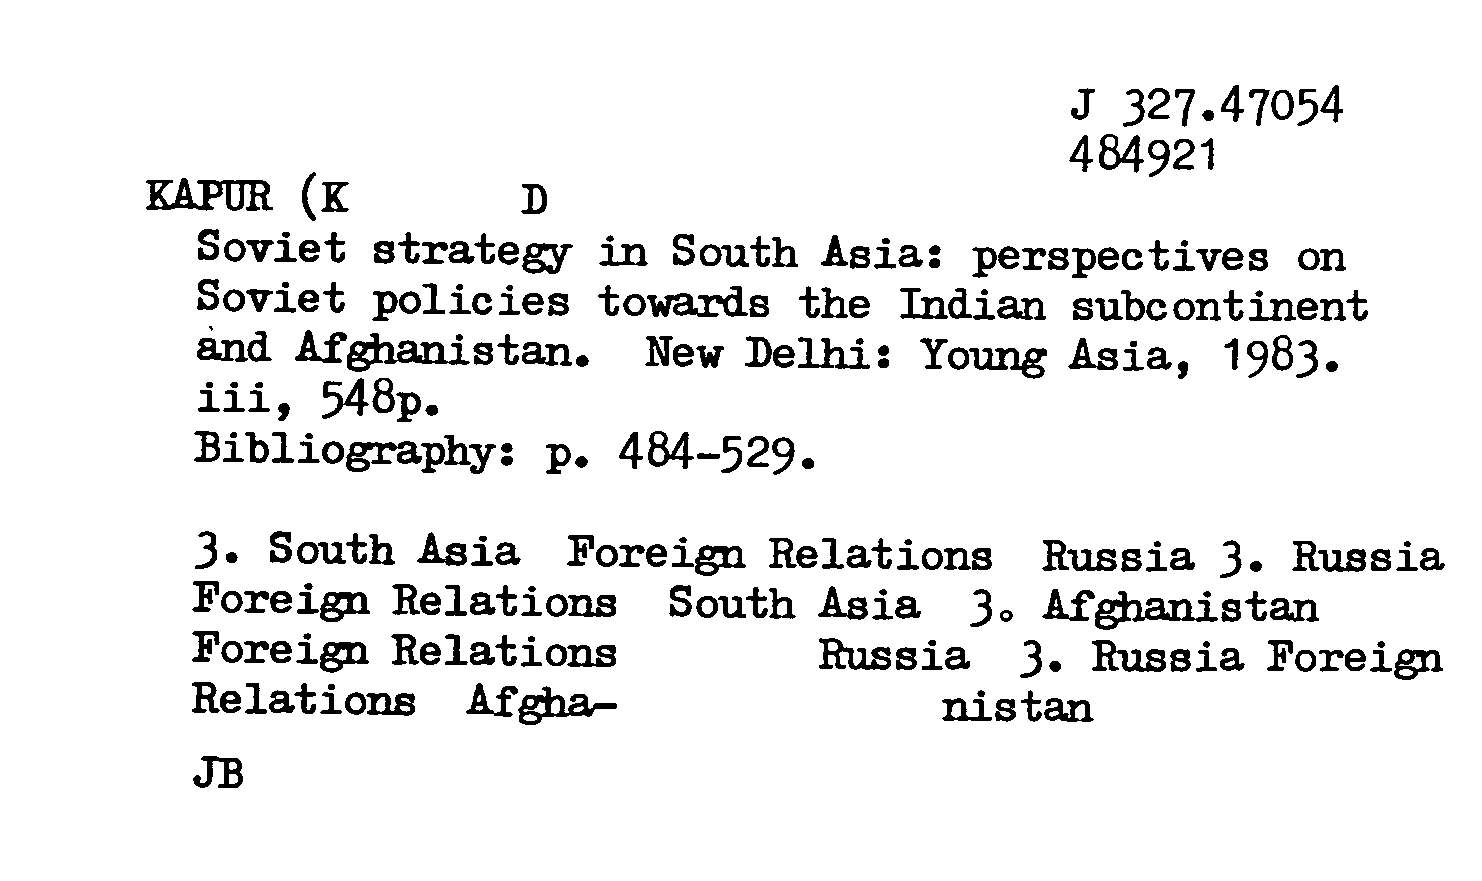 J 327.47054
484921
KAPUR (K D
Soviet strategy in South Asia: perspectives on
Soviet policies towards the Indian subcontinent
and Afghanistan. New Delhi: Young Asia, 1983.
iii, 548p.
Bibliography: p. 484-529.
3. South Asia Foreign Relations Russia 3. Russia
Foreign Relations South Asia 3. Afghanistan
Foreign Relations Russia 3. Russia Foreign
Relations Afgha- nistan
JB